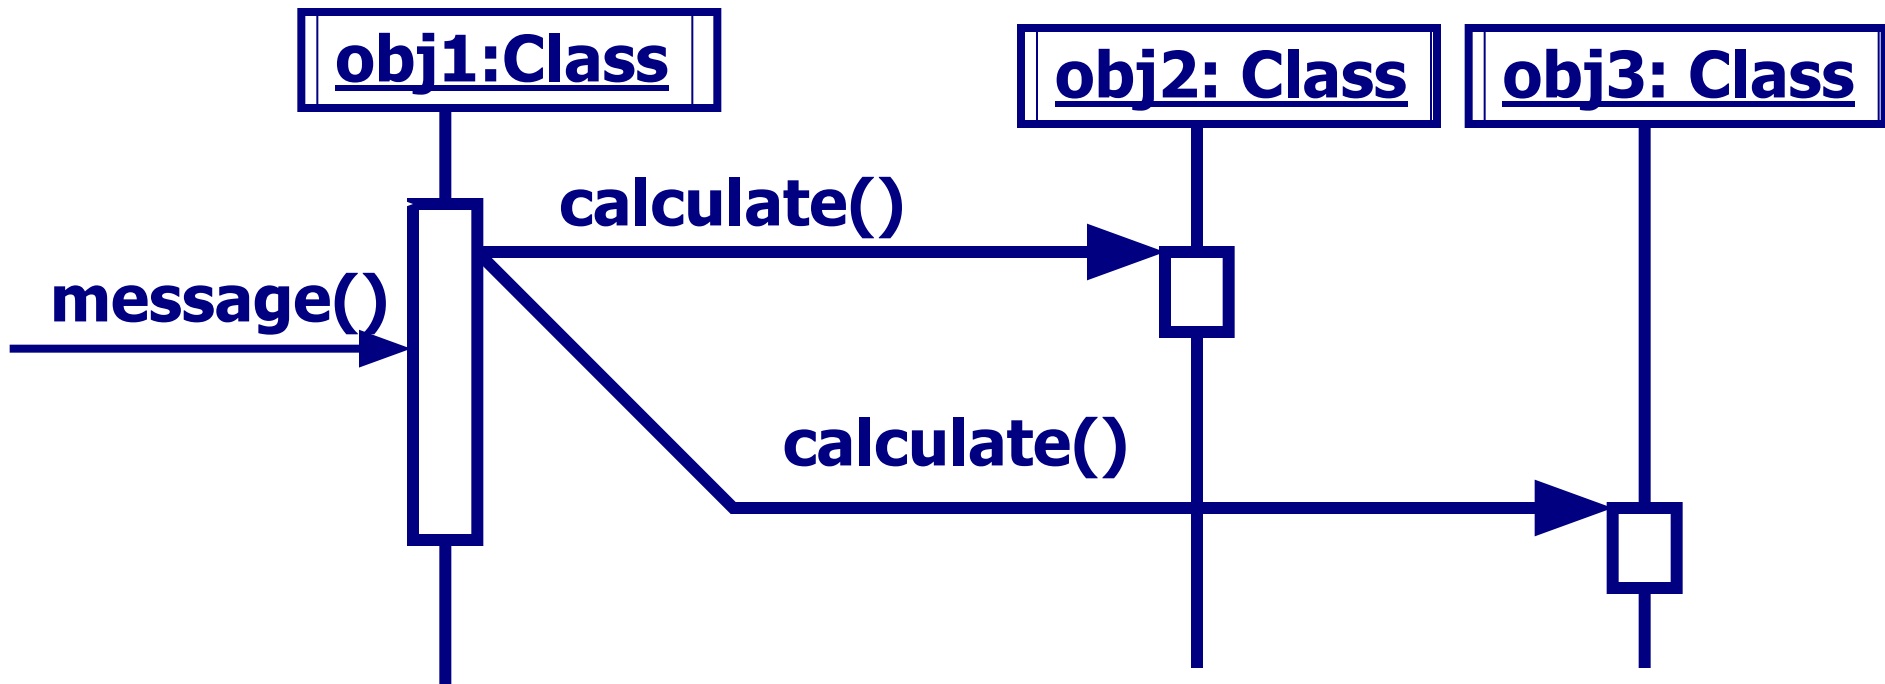 obj1:Class
obj2: Class
obj3: Class
calculate()
message()
calculate()